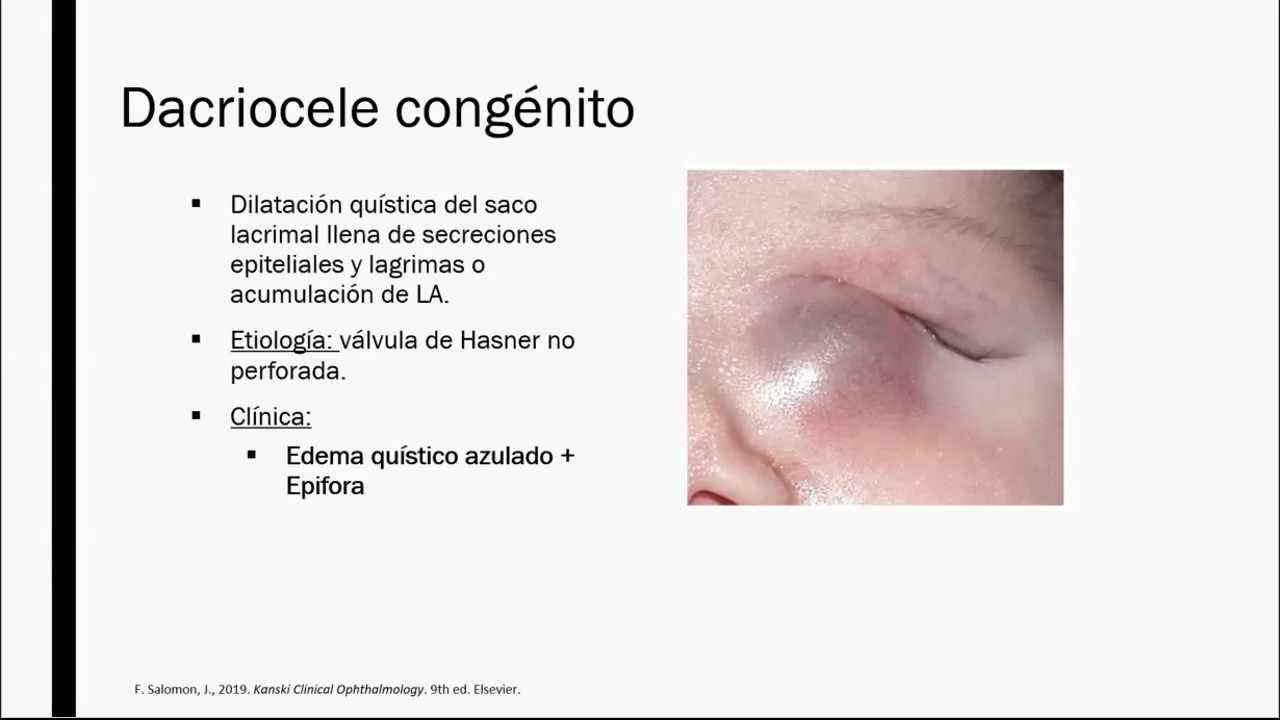 Dacriocele congénito
▪ Dilatación quística del saco
lacrimal llena de secreciones
epiteliales y lagrimas o
acumulación de LA.
▪ Etiología: válvula de Hasner no
perforada.
▪ Clínica:
▪ Edema quístico azulado +
Epifora
F. Salomon, J., 2019. Kanski Clinical Ophthalmology. 9th ed. Elsevier.